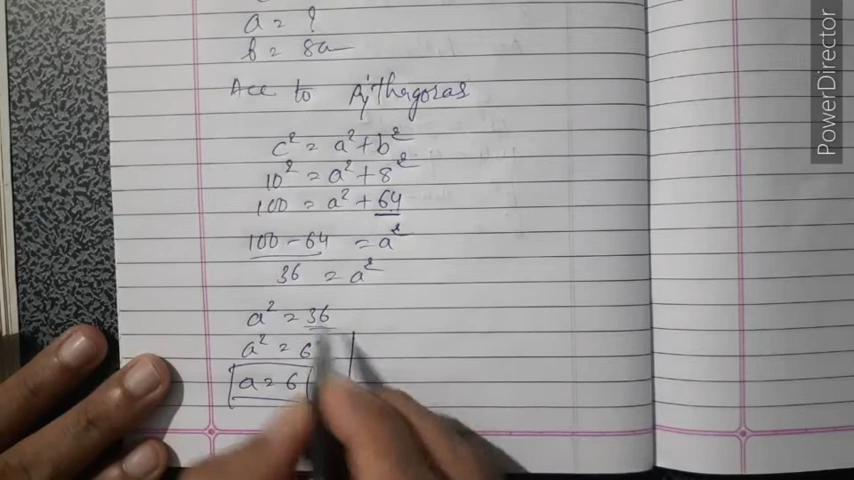 a = ?
b = 8a
Acc to Pythagoras
c² = a² + b²
10² = a² + 8²
100 = a² + 64
100 - 64 = a²
36 = a²
a² = 36
a² = 6
a = 6
PowerDirector